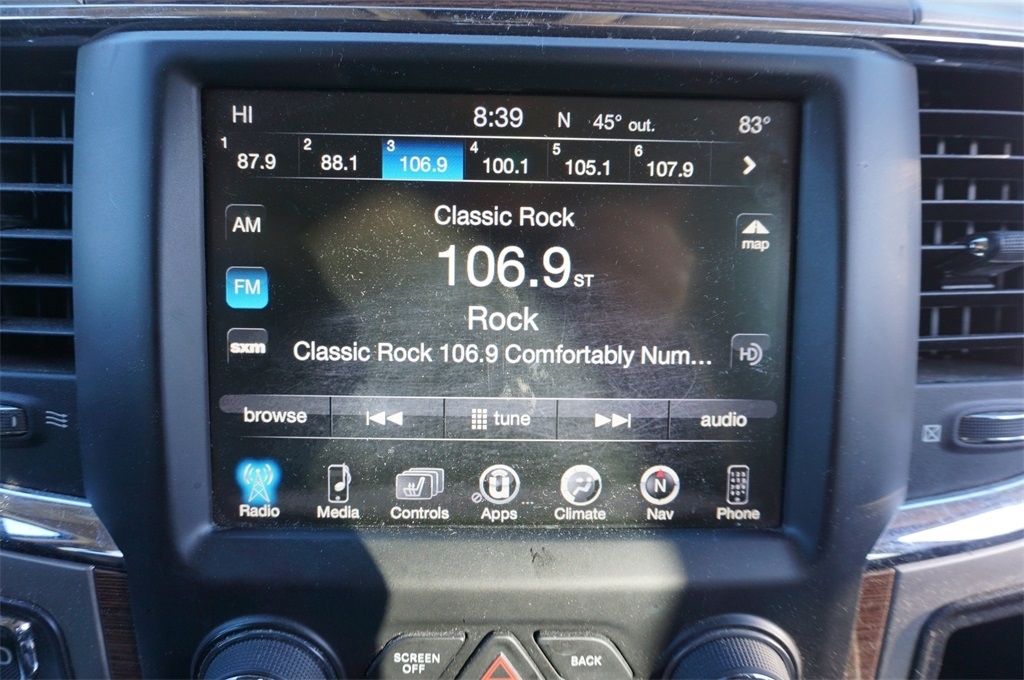 HI 8:39 N 45° out. 83°
1 87.9 2 88.1 3 106.9 4 100.1 5 105.1 6 107.9
AM Classic Rock map
FM 106.9 ST
Rock
sxm Classic Rock 106.9 Comfortably Num... HD
browse tune audio
Radio Media Controls Apps Climate Nav Phone
SCREEN OFF BACK